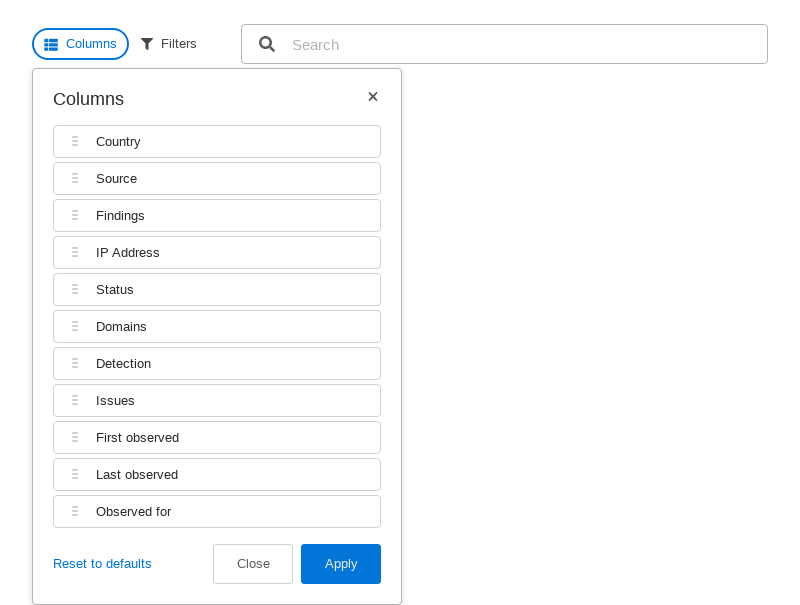 Columns
Filters
Search
Columns
Country
Source
Findings
IP Address
Status
Domains
Detection
Issues
First observed
Last observed
Observed for
Reset to defaults
Close
Apply